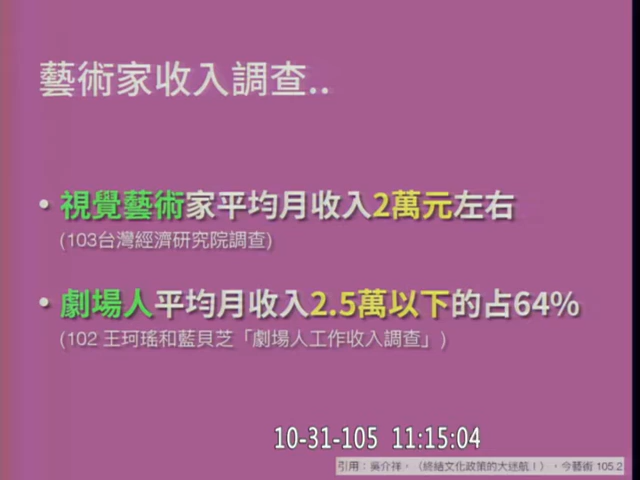 藝術家收入調查..
• 視覺藝術家平均月收入2萬元左右
(103台灣經濟研究院調查)
• 劇場人平均月收入2.5萬以下的占64%
(102 王珂瑤和藍貝芝「劇場人工作收入調查」)
10-31-105 11:15:04
引用：吳介祥，〈終結文化政策的大迷航！〉，今藝術 105.2